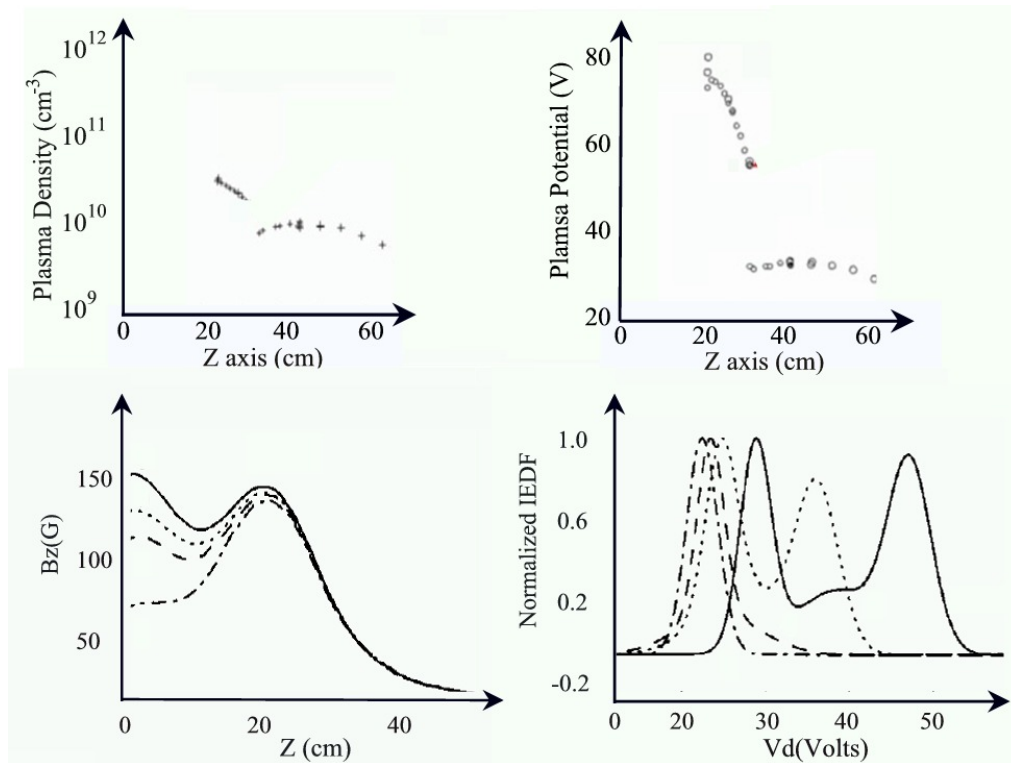 Plasma Density (cm-3)
10^12
10^11
10^10
10^9
0 20 40 60
Z axis (cm)
Plamsa Potential (V)
80
60
40
20
0 20 40 60
Z axis (cm)
Bz(G)
150
100
50
0 20 40
Z (cm)
Normalized IEDF
1.0
0.6
0.2
-0.2
0 20 30 40 50
Vd(Volts)